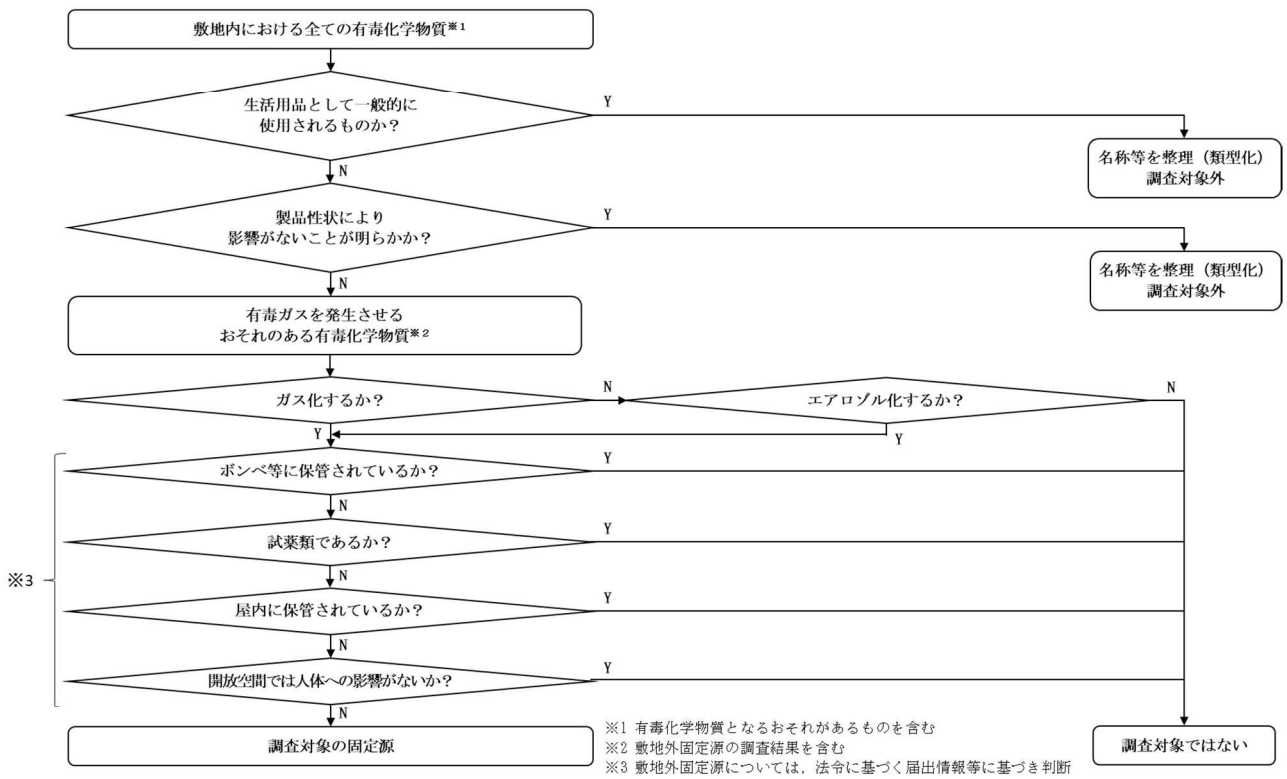 敷地内における全ての有毒化学物質※1
生活用品として一般的に
使用されるものか？
Y
名称等を整理（類型化）
調査対象外
N
製品性状により
影響がないことが明らかか？
Y
名称等を整理（類型化）
調査対象外
N
有毒ガスを発生させる
おそれのある有毒化学物質※2
ガス化するか？
N
エアロゾル化するか？
N
Y
Y
ボンベ等に保管されているか？
Y
N
試薬類であるか？
Y
N
※3
屋内に保管されているか？
Y
N
開放空間では人体への影響がないか？
Y
N
調査対象の固定源
※1 有毒化学物質となるおそれがあるものを含む
※2 敷地外固定源の調査結果を含む
※3 敷地外固定源については，法令に基づく届出情報等に基づき判断
調査対象ではない